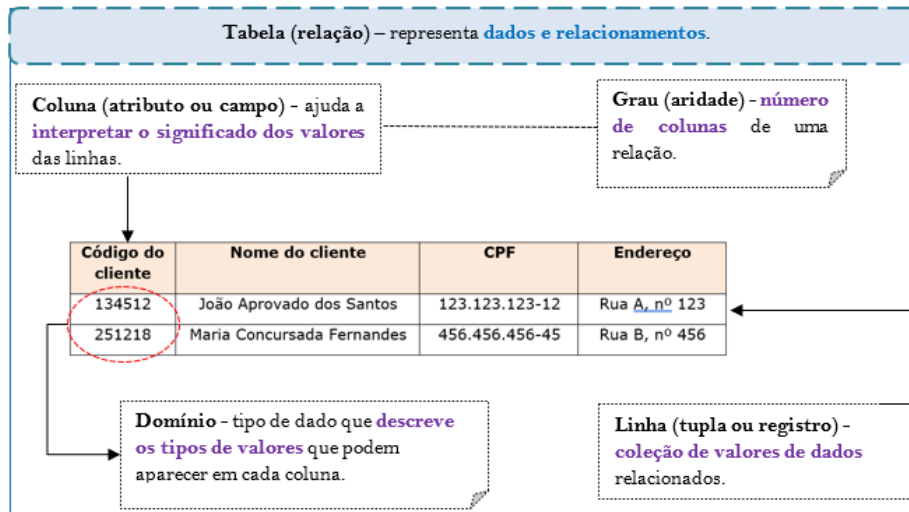 Tabela (relação) – representa dados e relacionamentos.
Coluna (atributo ou campo) - ajuda a
interpretar o significado dos valores
das linhas.
Grau (aridade) - número
de colunas de uma
relação.
Código do
cliente
Nome do cliente
CPF
Endereço
134512
João Aprovado dos Santos
123.123.123-12
Rua A, nº 123
251218
Maria Concursada Fernandes
456.456.456-45
Rua B, nº 456
Domínio - tipo de dado que descreve
os tipos de valores que podem
aparecer em cada coluna.
Linha (tupla ou registro) -
coleção de valores de dados
relacionados.